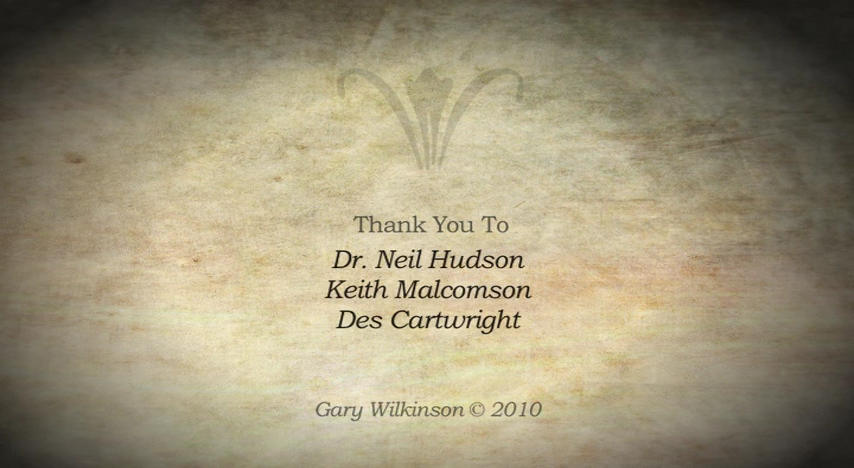 Thank You To
Dr. Neil Hudson
Keith Malcomson
Des Cartwright
Gary Wilkinson © 2010